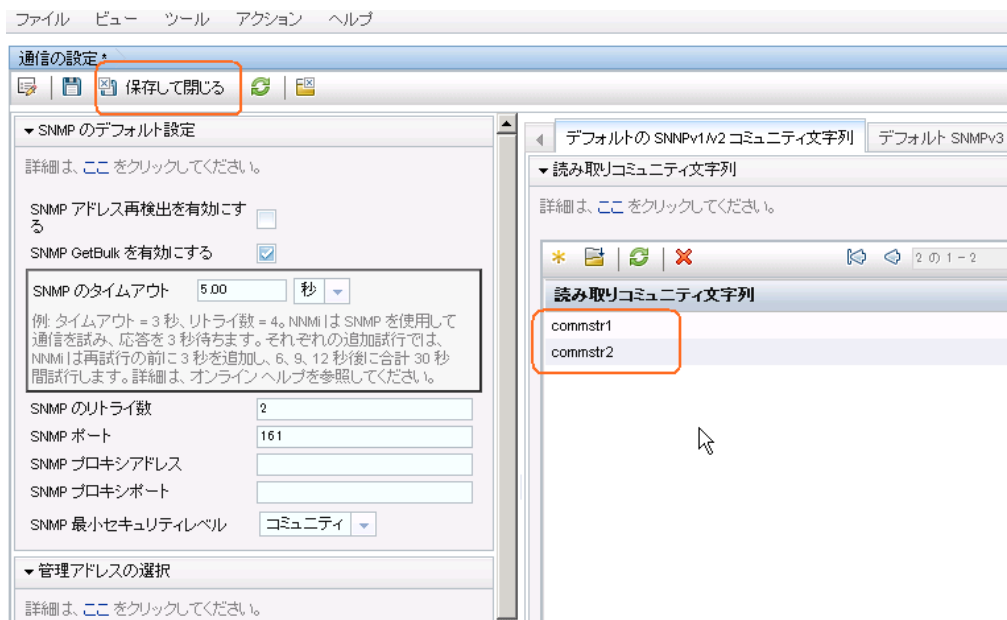 ファイル ビュー ツール アクション ヘルプ
通信の設定 *
保存して閉じる
SNMP のデフォルト設定
詳細は、ここ をクリックしてください。
SNMP アドレス再検出を有効にす
る
SNMP GetBulk を有効にする
SNMP のタイムアウト 5.00 秒
例: タイムアウト = 3 秒、リトライ数 = 4。NNMi は SNMP を使用して
通信を試み、応答を 3 秒待ちます。それぞれの追加試行では、
NNMi は再試行の前に 3 秒を追加し、6、9、12 秒後に合計 30 秒
間試行します。詳細は、オンライン ヘルプを参照してください。
SNMP のリトライ数 2
SNMP ポート 161
SNMP プロキシアドレス
SNMP プロキシポート
SNMP 最小セキュリティレベル コミュニティ
管理アドレスの選択
詳細は、ここ をクリックしてください。
デフォルトの SNNPv1/v2 コミュニティ文字列 デフォルト SNMPv3
読み取りコミュニティ文字列
詳細は、ここ をクリックしてください。
2 の 1 - 2
読み取りコミュニティ文字列
commstr1
commstr2